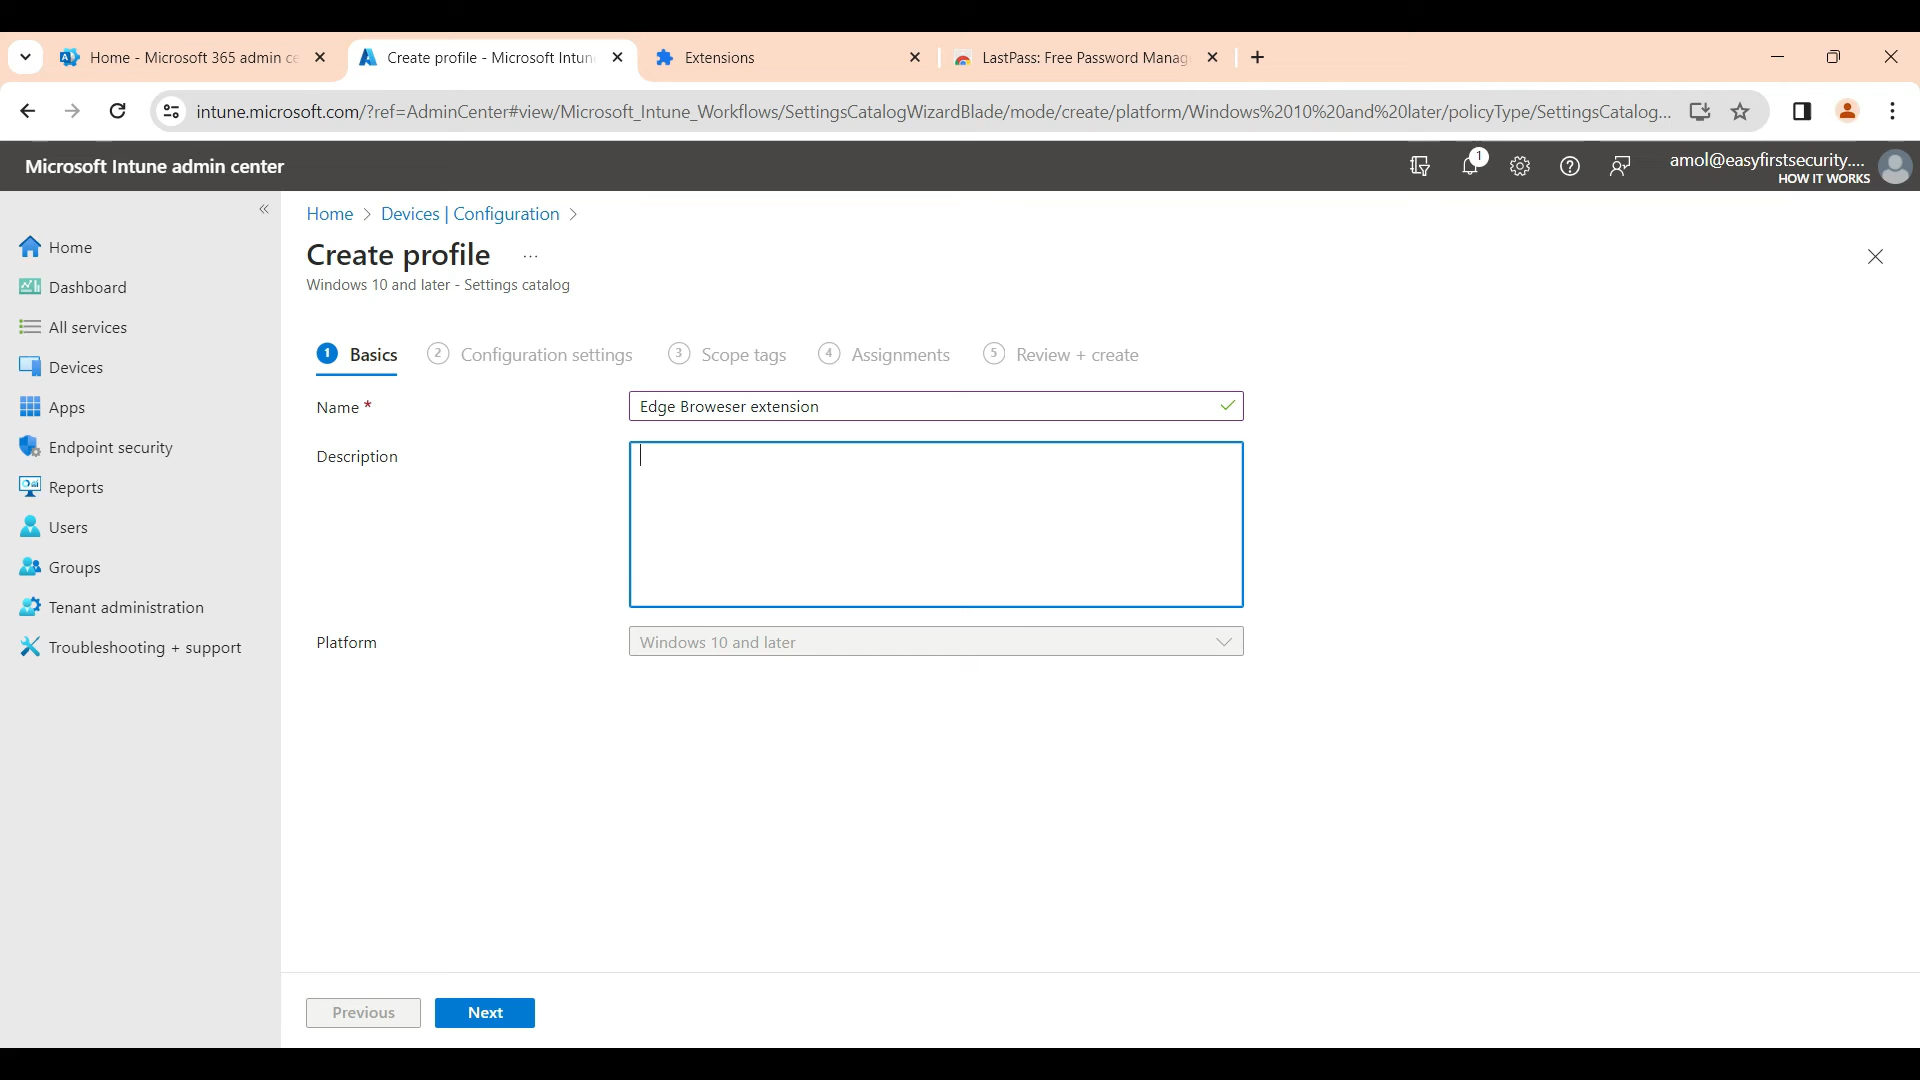 Home - Microsoft 365 admin ce
Create profile - Microsoft Intune
Extensions
LastPass: Free Password Manag
intune.microsoft.com/?ref=AdminCenter#view/Microsoft_Intune_Workflows/SettingsCatalogWizardBlade/mode/create/platform/Windows%2010%20and%20later/policyType/SettingsCatalog...
Microsoft Intune admin center
1
amol@easyfirstsecurity....
HOW IT WORKS
Home
Dashboard
All services
Devices
Apps
Endpoint security
Reports
Users
Groups
Tenant administration
Troubleshooting + support
Home > Devices | Configuration >
Create profile ...
Windows 10 and later - Settings catalog
1 Basics 2 Configuration settings 3 Scope tags 4 Assignments 5 Review + create
Name * Edge Broweser extension
Description
Platform Windows 10 and later
Previous Next